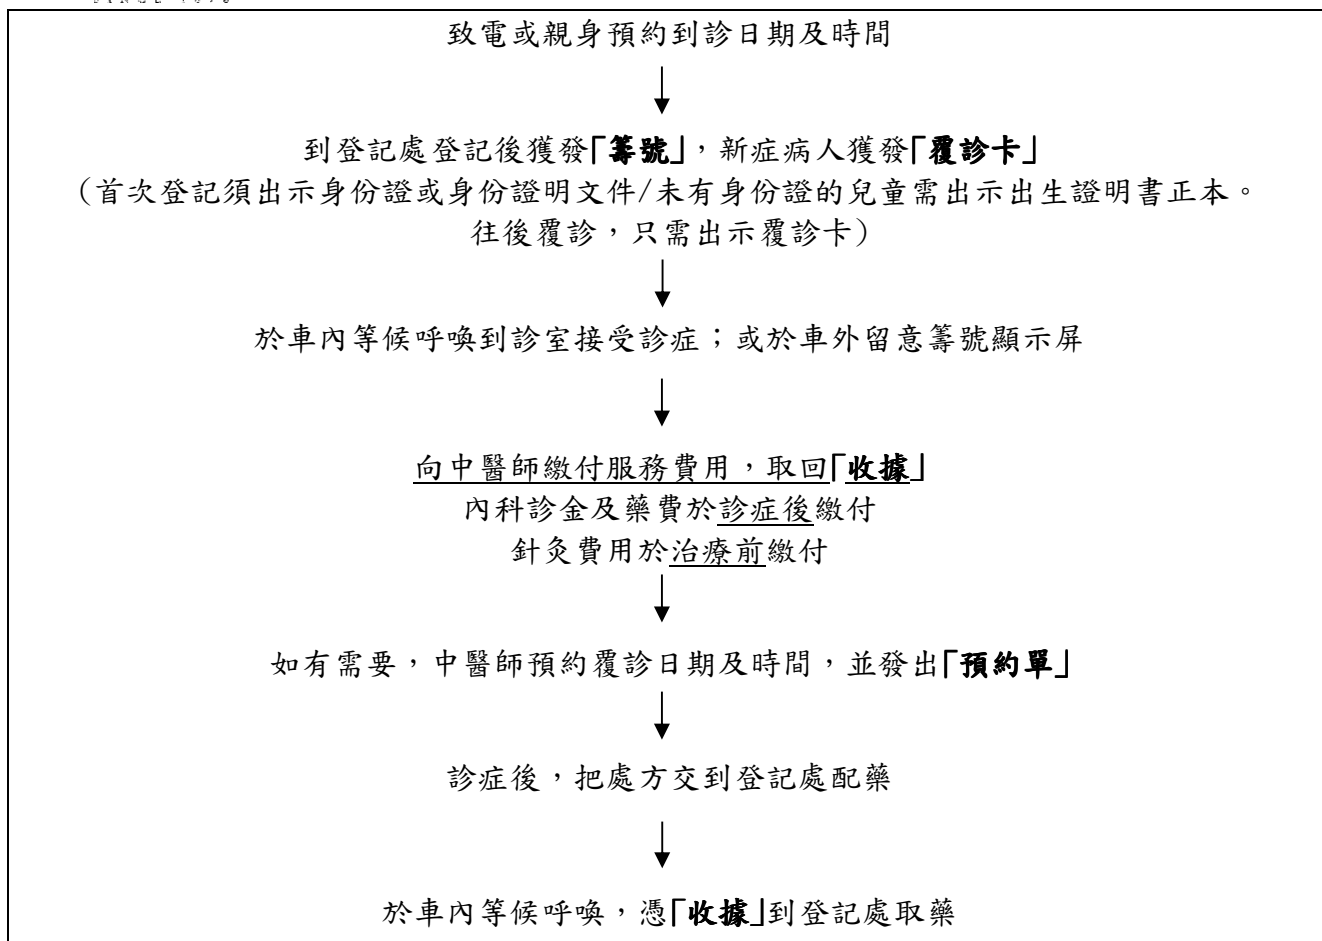 致電或親身預約到診日期及時間
到登記處登記後獲發「籌號」，新症病人獲發「覆診卡」
（首次登記須出示身份證或身份證明文件/未有身份證的兒童需出示出生證明書正本。
往後覆診，只需出示覆診卡）
於車內等候呼喚到診室接受診症；或於車外留意籌號顯示屏
向中醫師繳付服務費用，取回「收據」
內科診金及藥費於診症後繳付
針灸費用於治療前繳付
如有需要，中醫師預約覆診日期及時間，並發出「預約單」
診症後，把處方交到登記處配藥
於車內等候呼喚，憑「收據」到登記處取藥